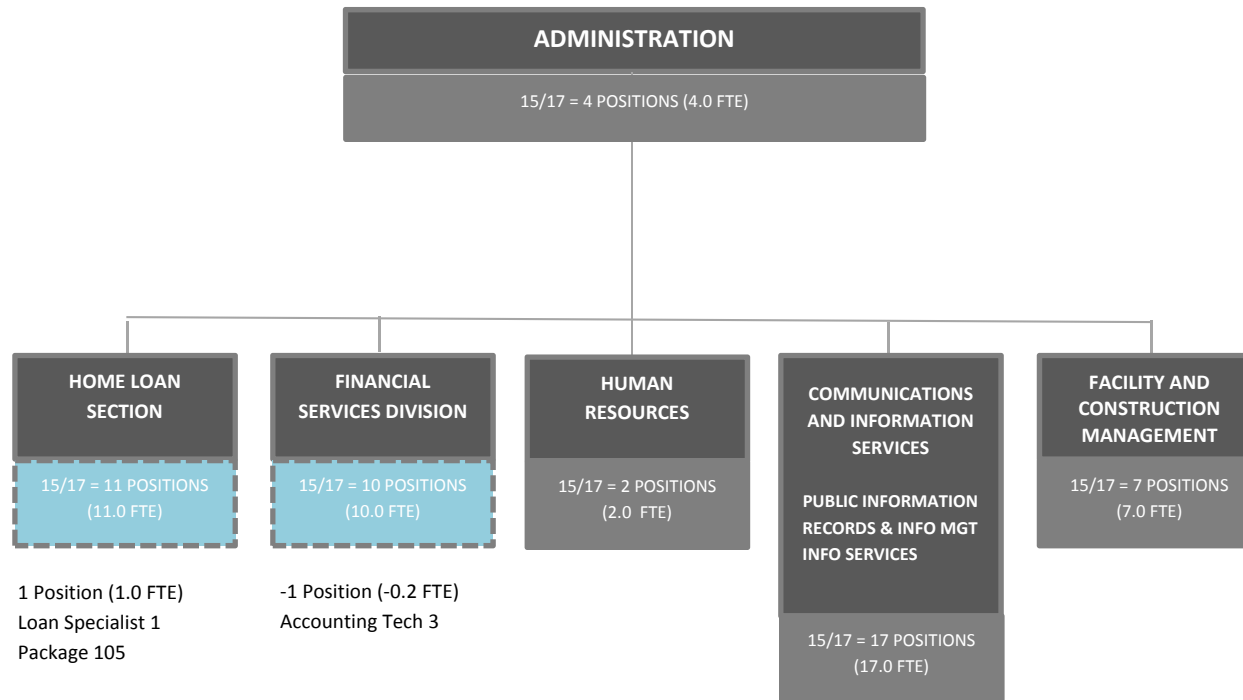 ADMINISTRATION
15/17 = 4 POSITIONS (4.0 FTE)
HOME LOAN
SECTION
15/17 = 11 POSITIONS
(11.0 FTE)
1 Position (1.0 FTE)
Loan Specialist 1
Package 105
FINANCIAL
SERVICES DIVISION
15/17 = 10 POSITIONS
(10.0 FTE)
-1 Position (-0.2 FTE)
Accounting Tech 3
HUMAN
RESOURCES
15/17 = 2 POSITIONS
(2.0 FTE)
COMMUNICATIONS
AND INFORMATION
SERVICES
PUBLIC INFORMATION
RECORDS & INFO MGT
INFO SERVICES
15/17 = 17 POSITIONS
(17.0 FTE)
FACILITY AND
CONSTRUCTION
MANAGEMENT
15/17 = 7 POSITIONS
(7.0 FTE)